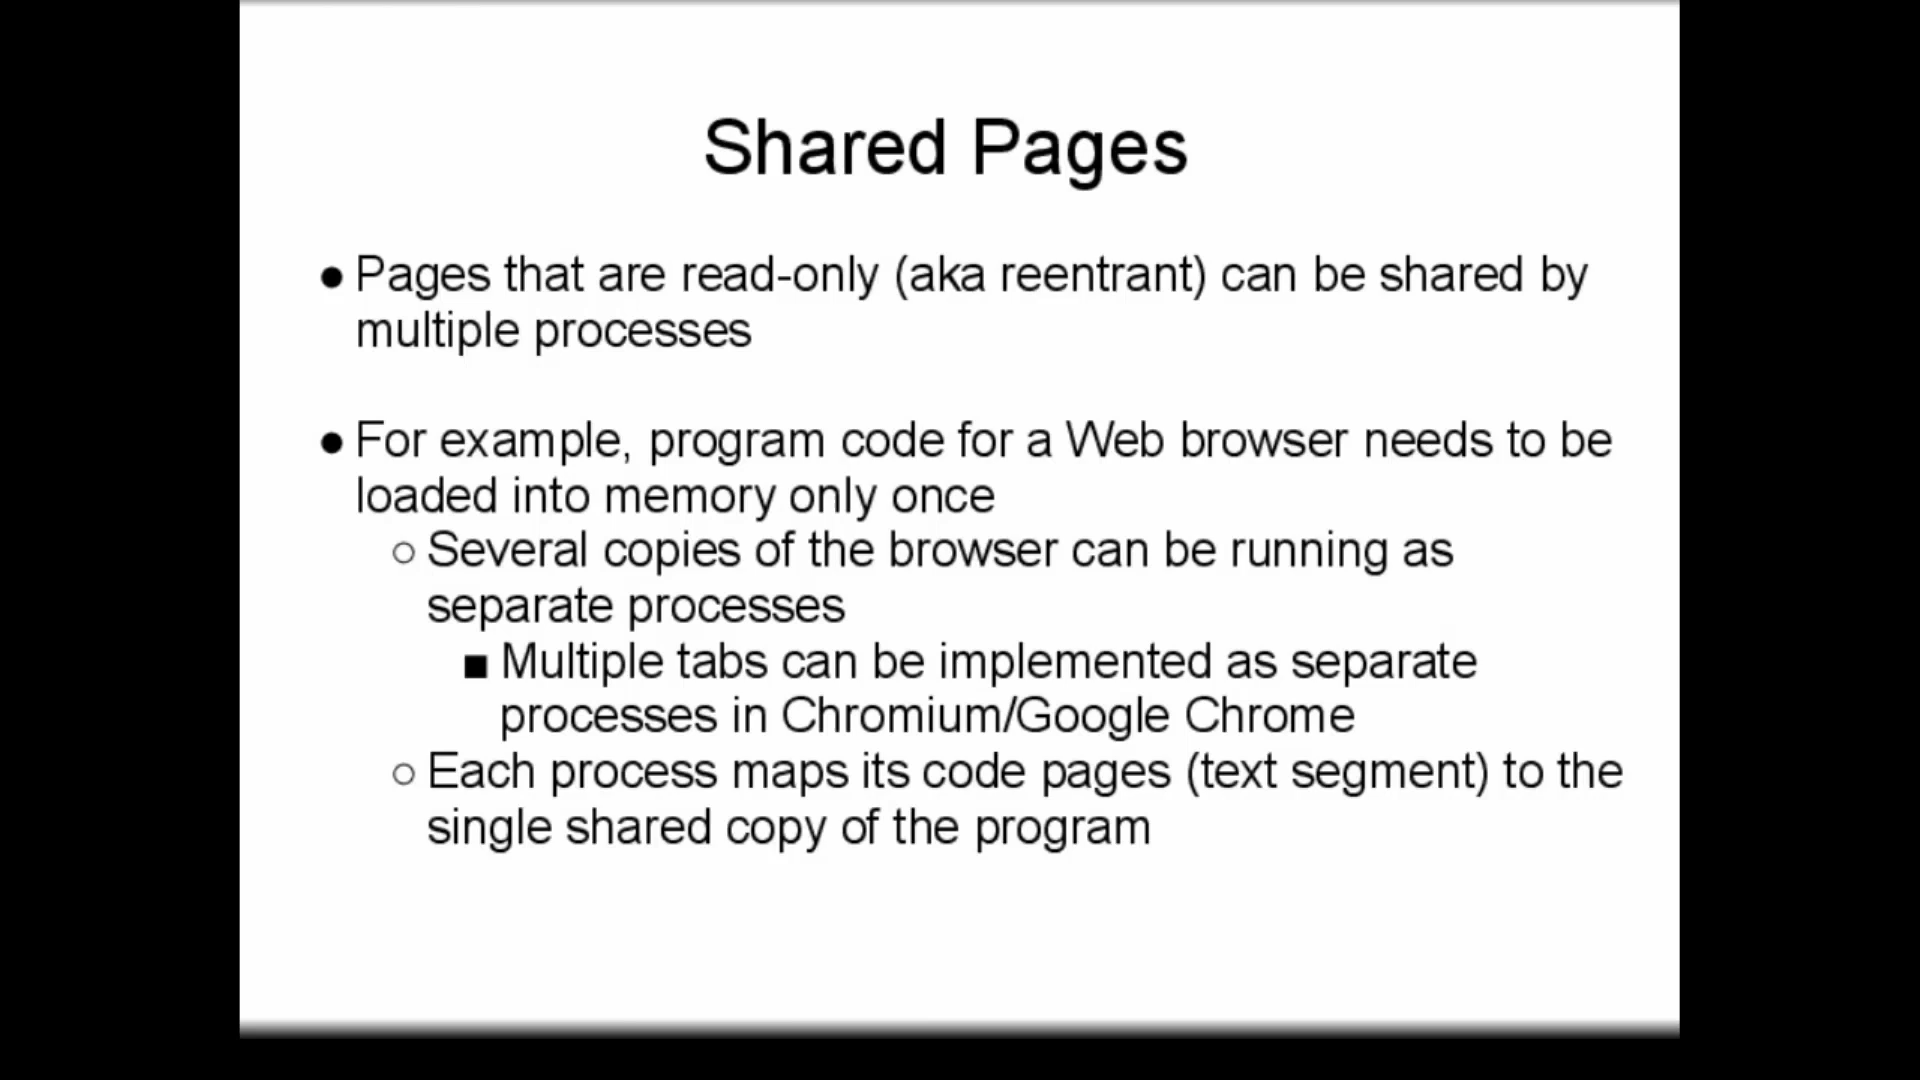 Shared Pages
● Pages that are read-only (aka reentrant) can be shared by
multiple processes
● For example, program code for a Web browser needs to be
loaded into memory only once
○ Several copies of the browser can be running as
separate processes
■ Multiple tabs can be implemented as separate
processes in Chromium/Google Chrome
○ Each process maps its code pages (text segment) to the
single shared copy of the program